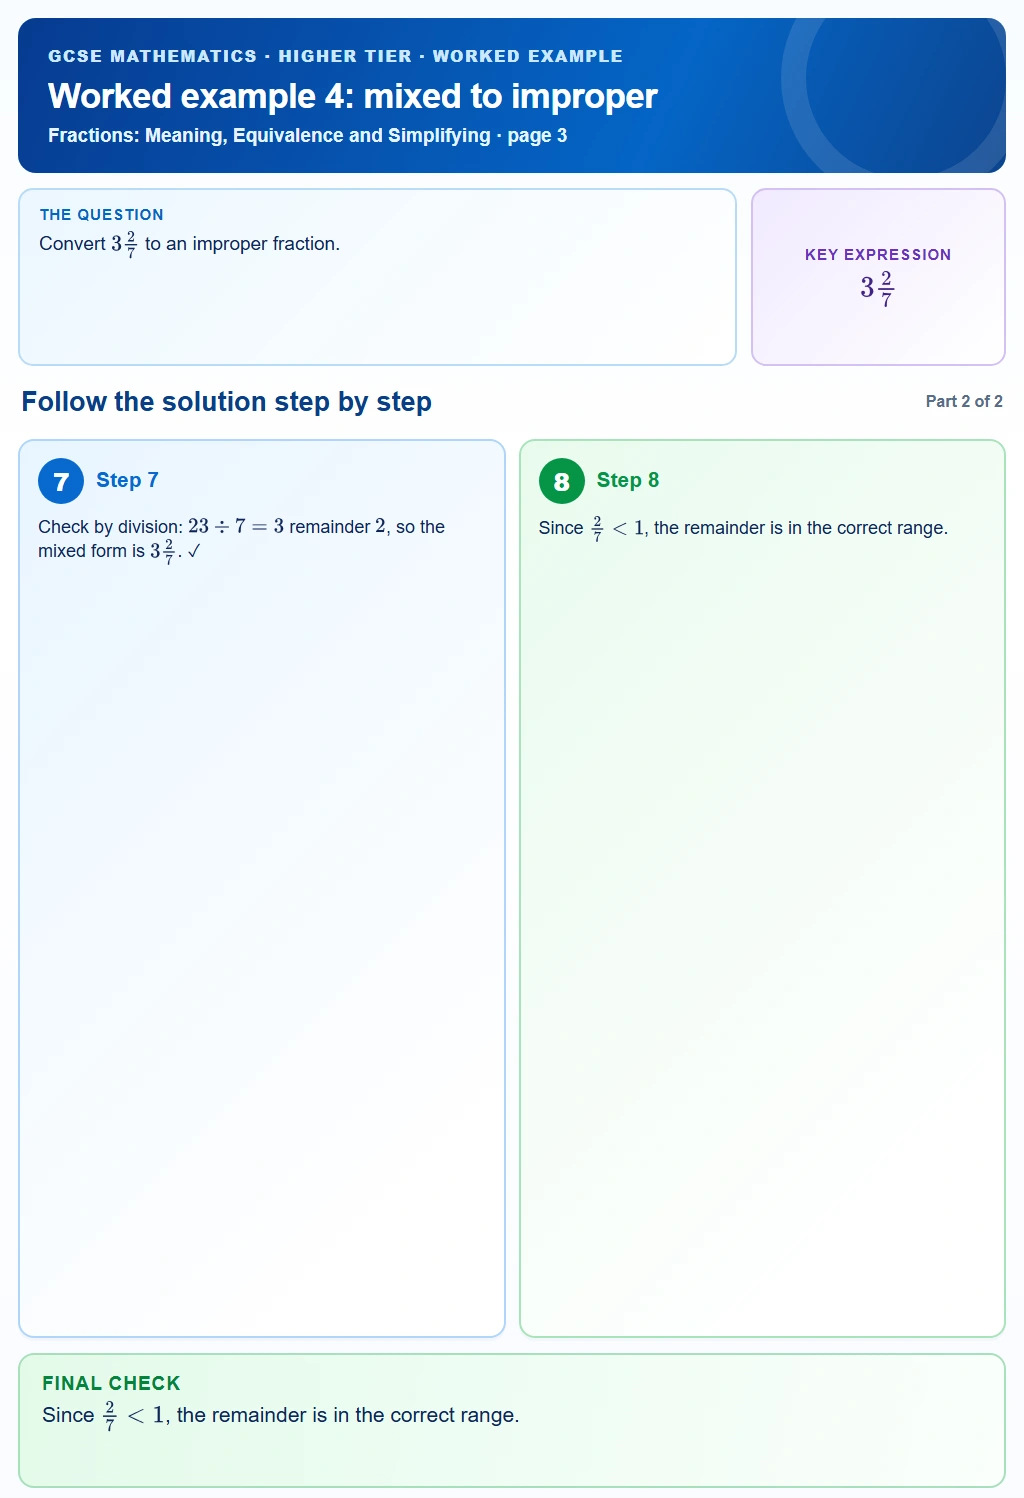 GCSE MATHEMATICS · HIGHER TIER · WORKED EXAMPLE
Worked example 4: mixed to improper
Fractions: Meaning, Equivalence and Simplifying · page 3
THE QUESTION
Convert 3 2/7 to an improper fraction.
KEY EXPRESSION
3 2/7
Follow the solution step by step
Part 2 of 2
7 Step 7
Check by division: 23 ÷ 7 = 3 remainder 2, so the
mixed form is 3 2/7. ✓
8 Step 8
Since 2/7 < 1, the remainder is in the correct range.
FINAL CHECK
Since 2/7 < 1, the remainder is in the correct range.